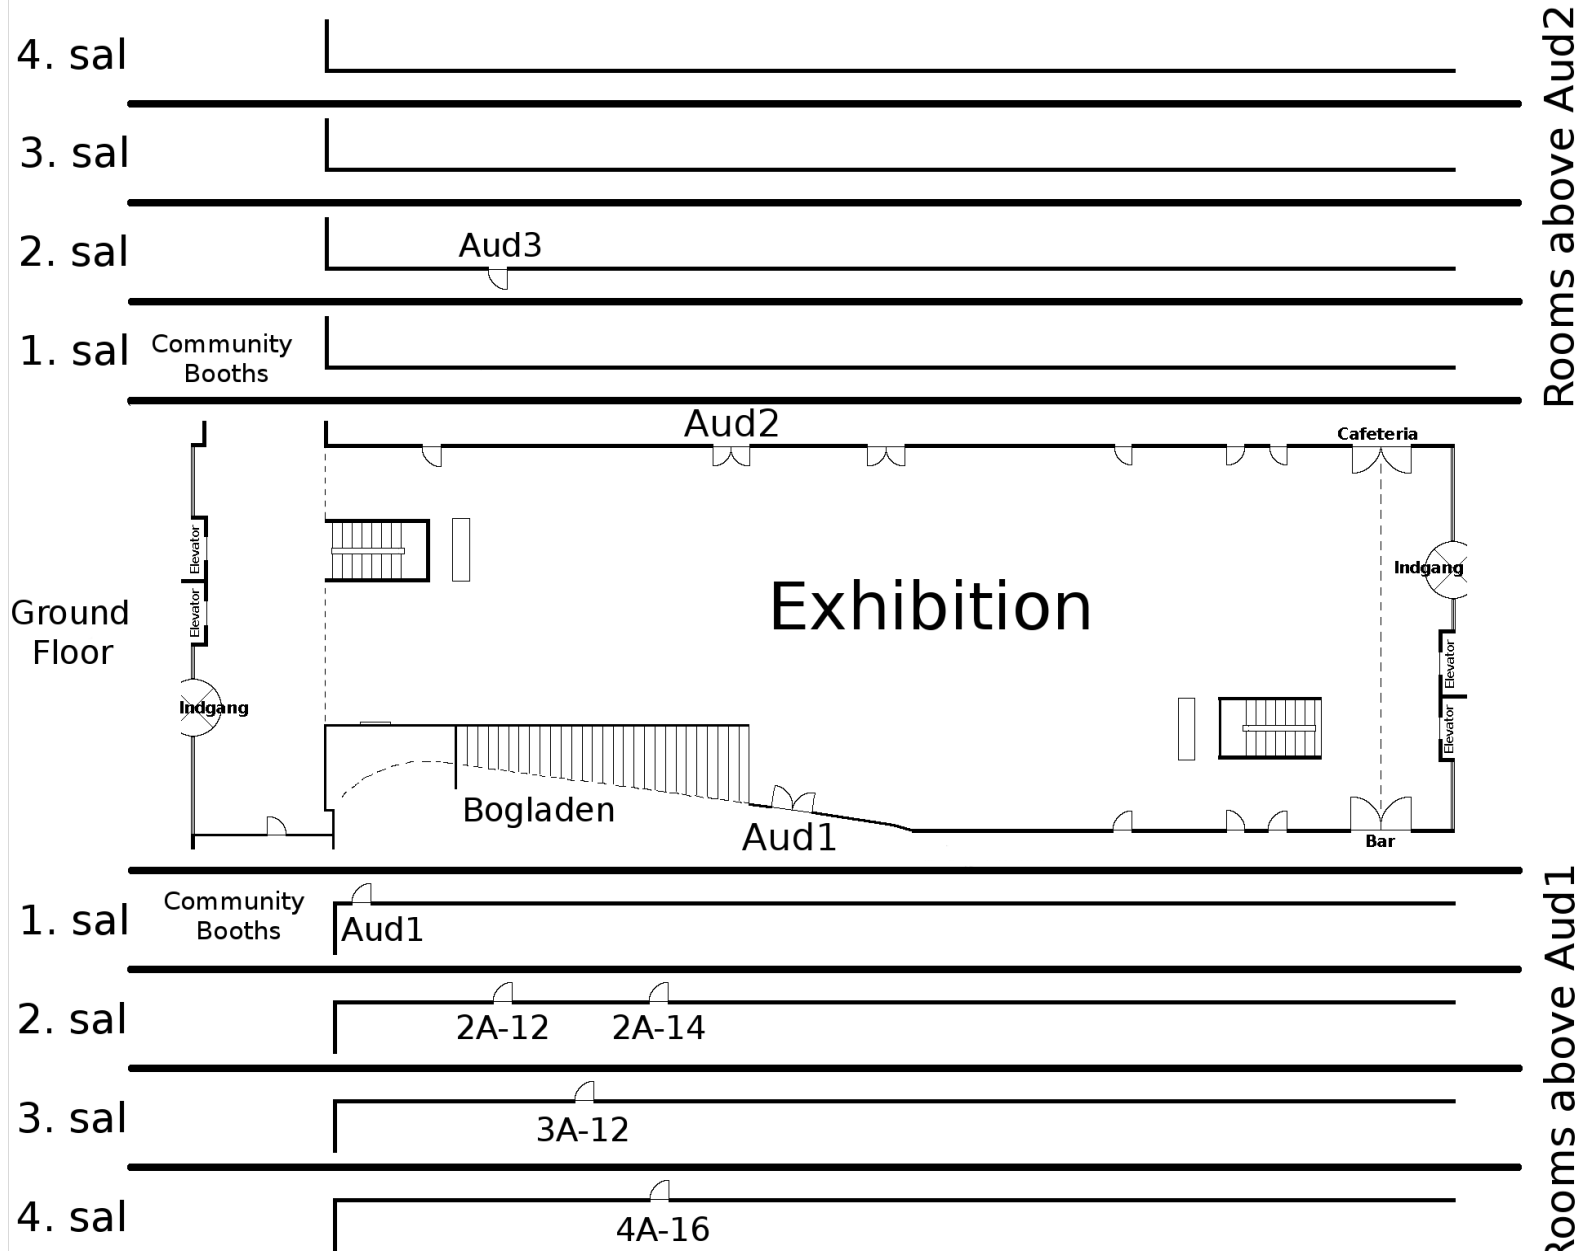 4. sal
3. sal
2. sal
Aud3
1. sal
Community
Booths
Rooms above Aud2
Aud2
Cafeteria
Elevator
Elevator
Indgang
Exhibition
Indgang
Ground
Floor
Elevator
Elevator
Bogladen
Aud1
Bar
1. sal
Community
Booths
Aud1
2. sal
2A-12
2A-14
3. sal
3A-12
4. sal
4A-16
Rooms above Aud1